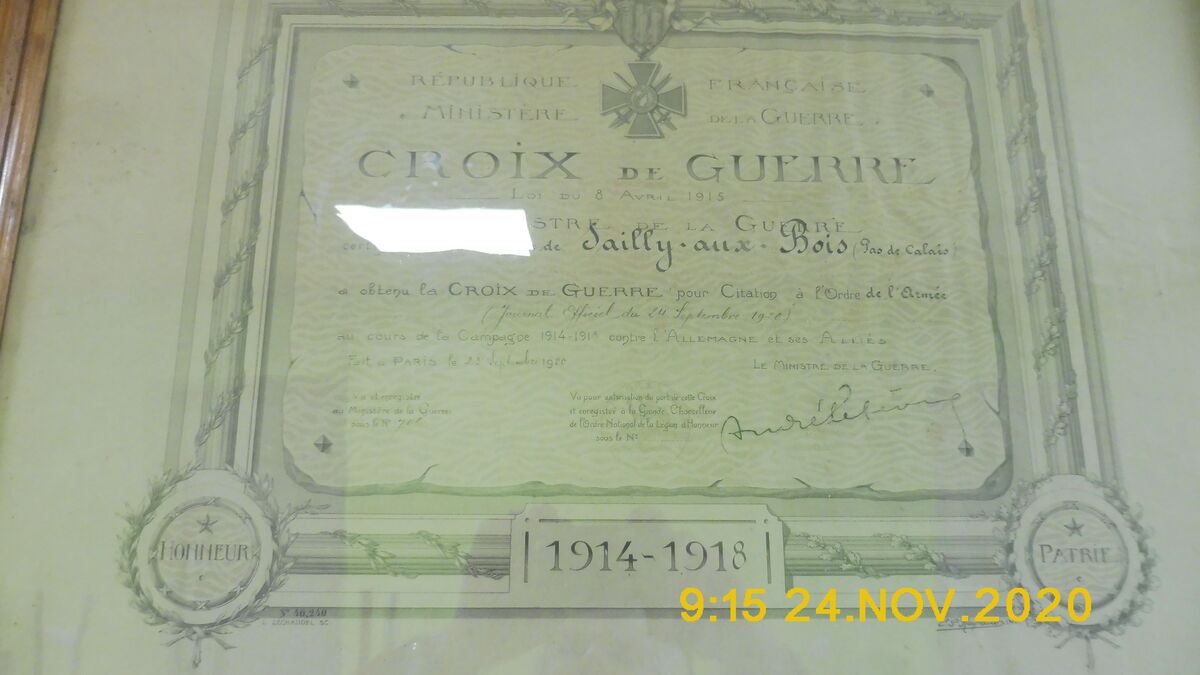 RÉPUBLIQUE FRANÇAISE
MINISTÈRE DE LA GUERRE
CROIX DE GUERRE
LOI DU 8 AVRIL 1915
DE LA GUERRE
de Sailly-aux-Bois (Pas de Calais)
a obtenu la CROIX DE GUERRE pour Citation à l'Ordre de l'Armée
(Journal Officiel du 24 Septembre 1920)
au cours de la Campagne 1914-1918 contre l'ALLEMAGNE et ses ALLIÉS
Fait à PARIS le 22 Septembre 1920
LE MINISTRE DE LA GUERRE.
Vu et enregistré
au Ministère de la Guerre
sous le N°
Vu pour autorisation du port de cette Croix
et enregistré à la Grande Chancellerie
de l'Ordre National de la Légion d'Honneur
sous le N°
André Lefèvre
HONNEUR
1914-1918
PATRIE
9:15 24.NOV.2020